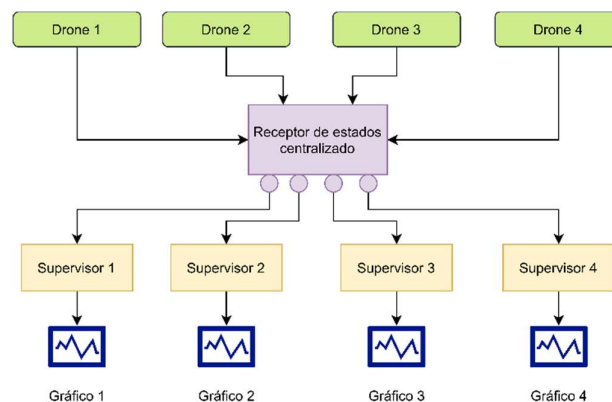 Drone 1
Drone 2
Drone 3
Drone 4
Receptor de estados
centralizado
Supervisor 1
Supervisor 2
Supervisor 3
Supervisor 4
Gráfico 1
Gráfico 2
Gráfico 3
Gráfico 4